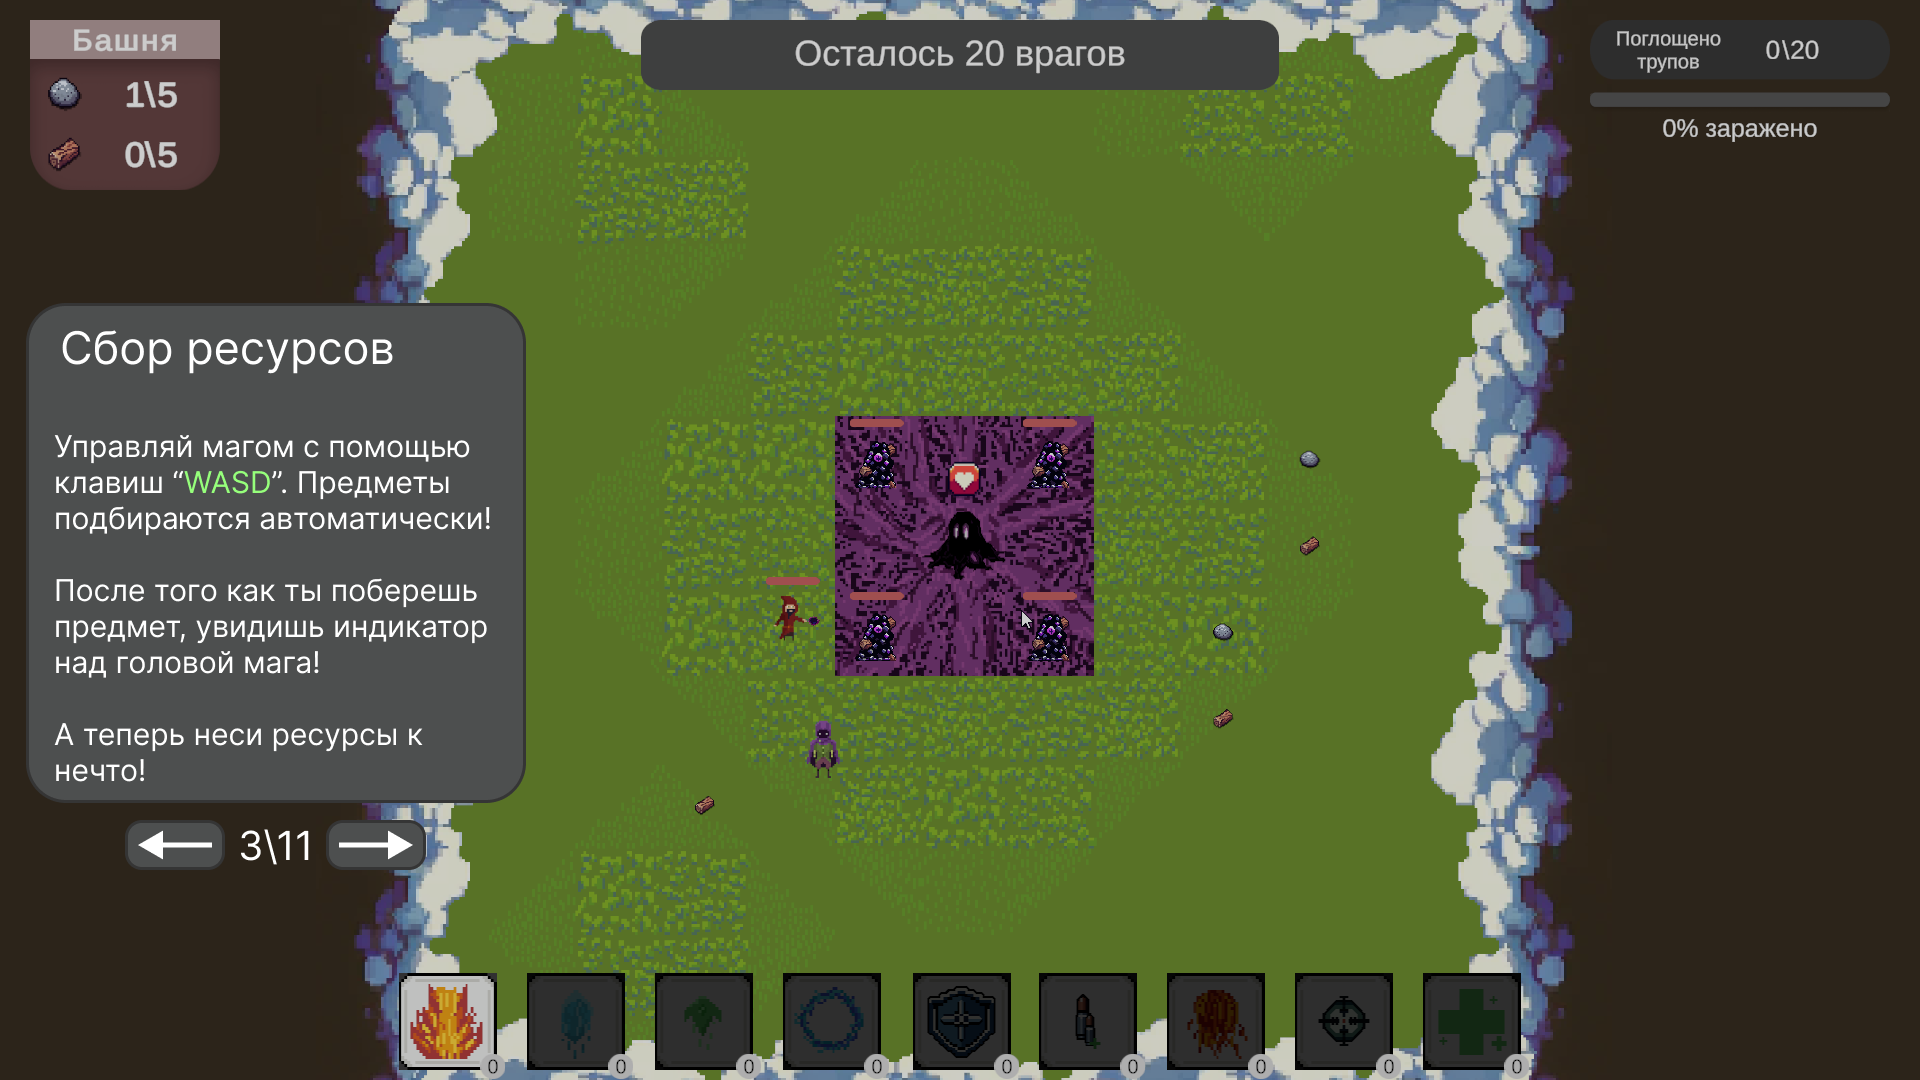 Башня
1\5
0\5
Осталось 20 врагов
Поглощено
трупов
0\20
0% заражено
Сбор ресурсов
Управляй магом с помощью
клавиш “WASD”. Предметы
подбираются автоматически!
После того как ты поберешь
предмет, увидишь индикатор
над головой мага!
А теперь неси ресурсы к
нечто!
3\11
0
0
0
0
0
0
0
0
0